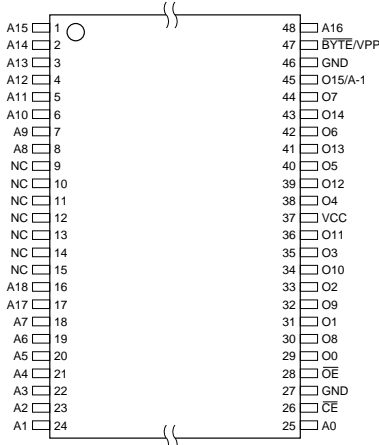 A15 1 48 A16
A14 2 47 BYTE/VPP
A13 3 46 GND
A12 4 45 O15/A-1
A11 5 44 O7
A10 6 43 O14
A9 7 42 O6
A8 8 41 O13
NC 9 40 O5
NC 10 39 O12
NC 11 38 O4
NC 12 37 VCC
NC 13 36 O11
NC 14 35 O3
NC 15 34 O10
A18 16 33 O2
A17 17 32 O9
A7 18 31 O1
A6 19 30 O8
A5 20 29 O0
A4 21 28 OE
A3 22 27 GND
A2 23 26 CE
A1 24 25 A0